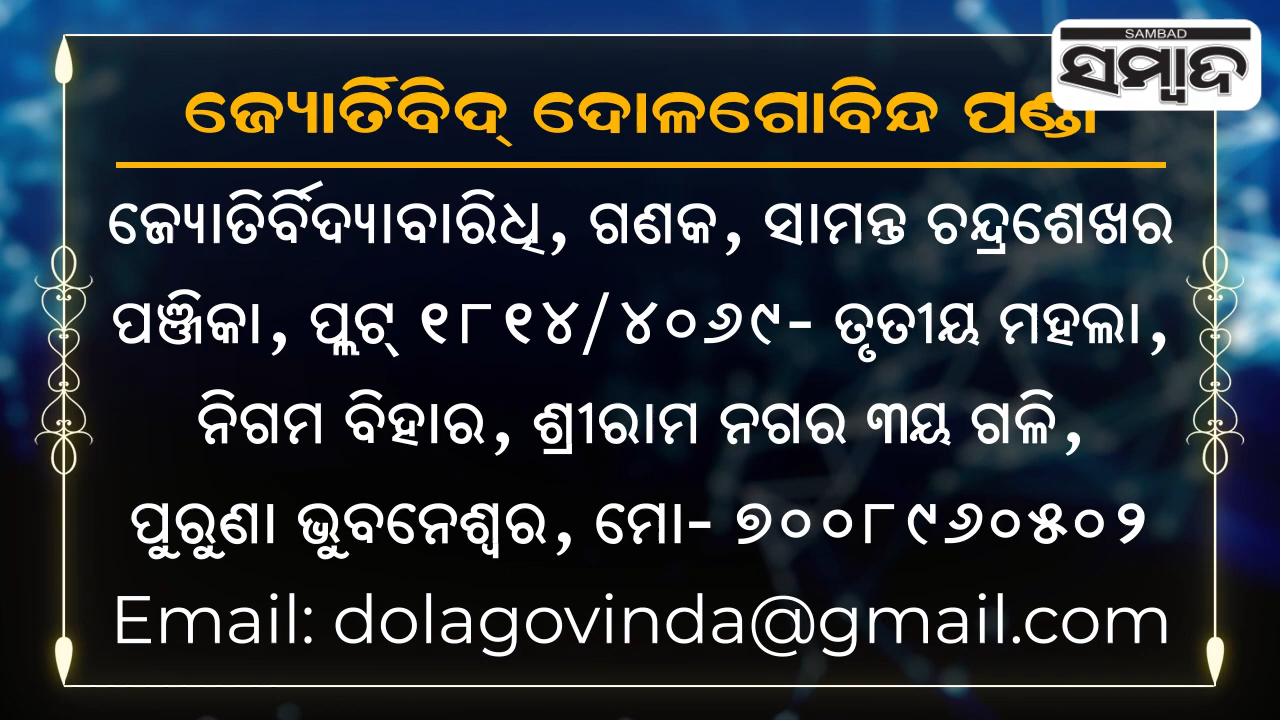 SAMBAD
ସମ୍ବାଦ
ଜ୍ୟୋର୍ତିବିଦ୍ ଦୋଳଗୋବିନ୍ଦ ପଣ୍ଡା
ଜ୍ୟୋତିର୍ବିଦ୍ୟାବାରିଧି, ଗଣକ, ସାମନ୍ତ ଚନ୍ଦ୍ରଶେଖର
ପଞ୍ଜିକା, ପ୍ଲଟ୍ ୧୮୧୪/୪୦୬୯- ତୃତୀୟ ମହଲା,
ନିଗମ ବିହାର, ଶ୍ରୀରାମ ନଗର ୩ୟ ଗଳି,
ପୁରୁଣା ଭୁବନେଶ୍ୱର, ମୋ- ୭୦୦୮୯୬୦୫୦୨
Email: dolagovinda@gmail.com